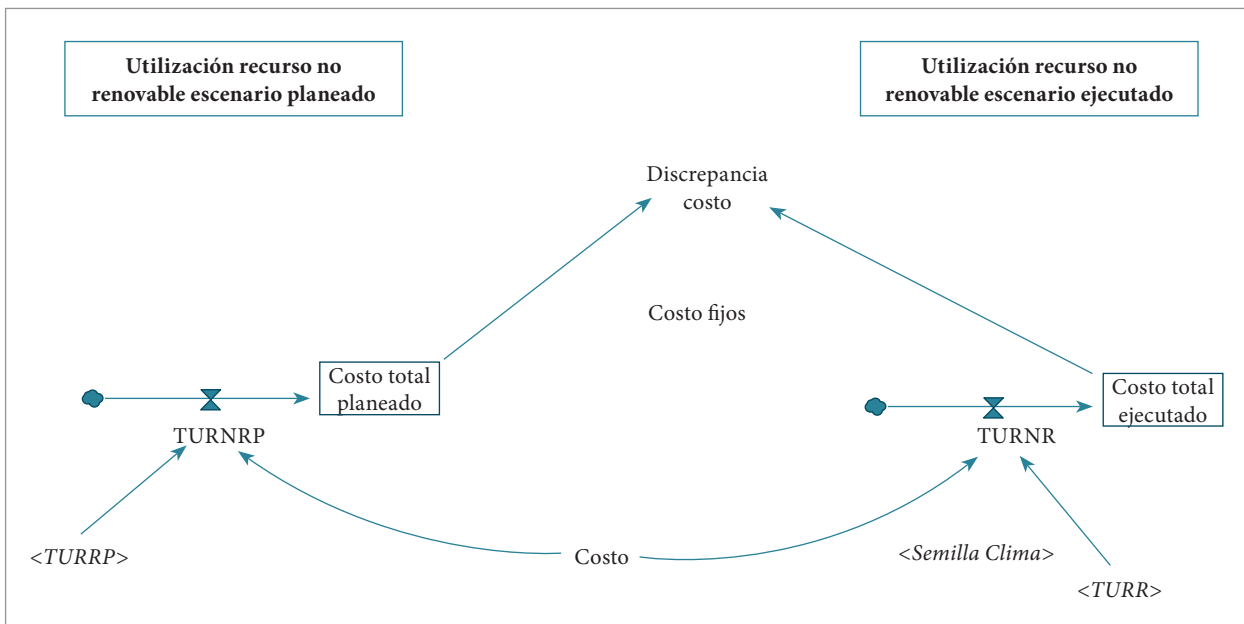 Utilización recurso no
renovable escenario planeado
Utilización recurso no
renovable escenario ejecutado
Discrepancia
costo
Costo fijos
Costo total
planeado
Costo total
ejecutado
TURNRP
TURNR
<TURRP>
Costo
<Semilla Clima>
<TURR>